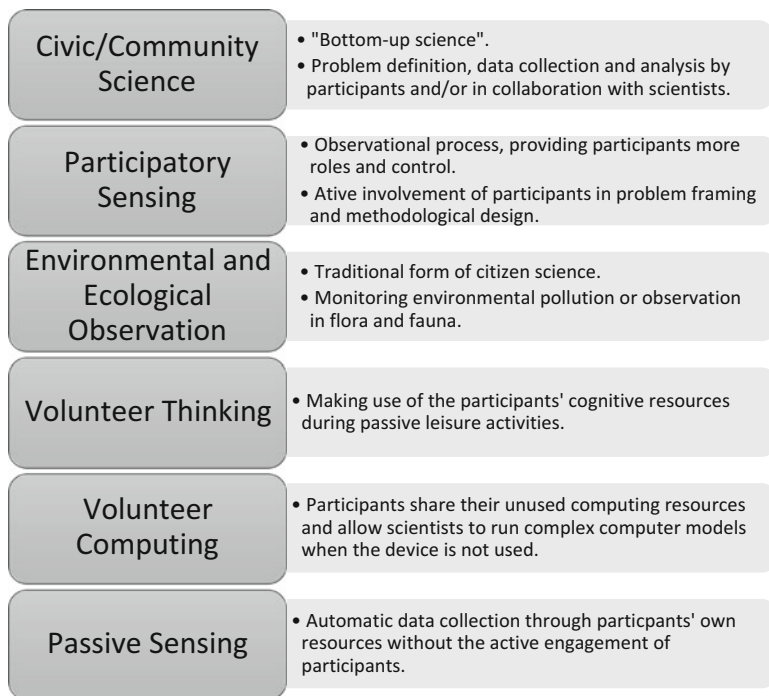 Civic/Community
Science
• "Bottom-up science".
• Problem definition, data collection and analysis by
participants and/or in collaboration with scientists.
Participatory
Sensing
• Observational process, providing participants more
roles and control.
• Ative involvement of participants in problem framing
and methodological design.
Environmental and
Ecological
Observation
• Traditional form of citizen science.
• Monitoring environmental pollution or observation
in flora and fauna.
Volunteer Thinking
• Making use of the participants' cognitive resources
during passive leisure activities.
Volunteer
Computing
• Participants share their unused computing resources
and allow scientists to run complex computer models
when the device is not used.
Passive Sensing
• Automatic data collection through particpants' own
resources without the active engagement of
participants.